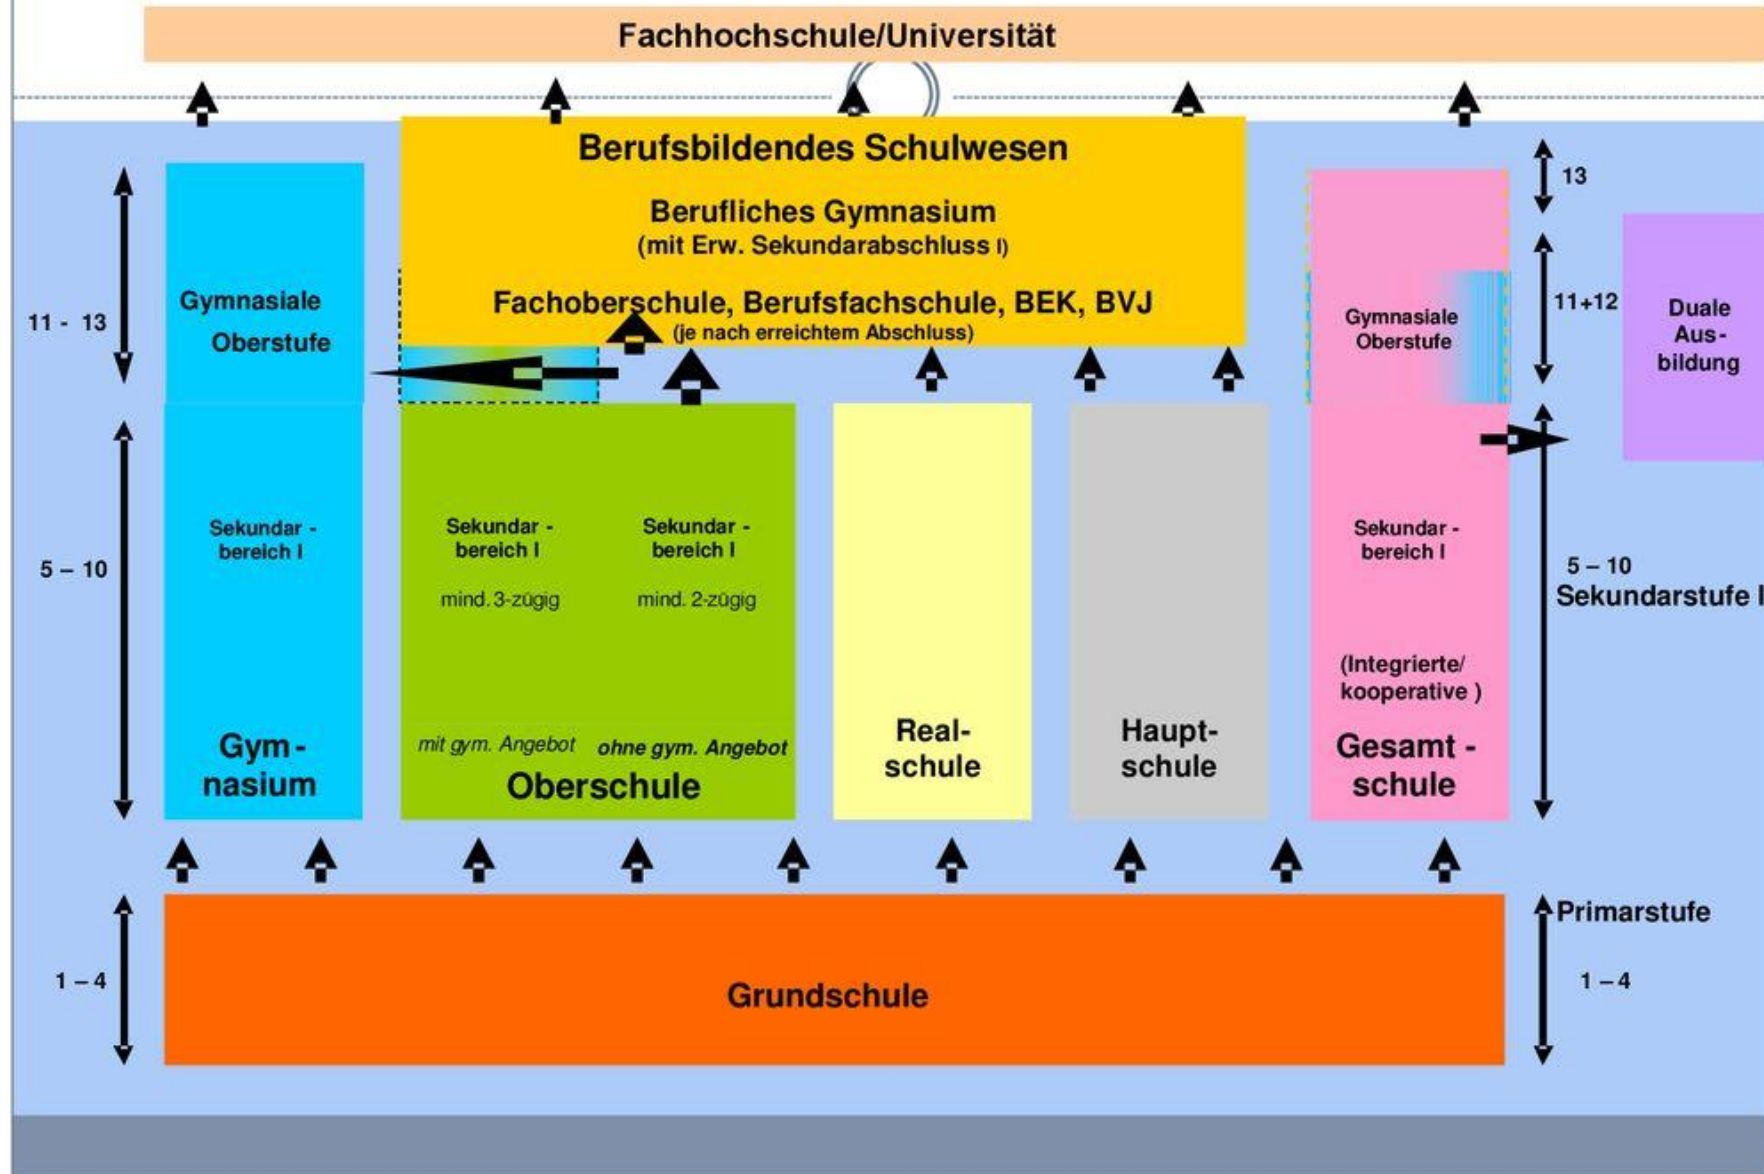 Fachhochschule/Universität
Berufsbildendes Schulwesen
Berufliches Gymnasium
(mit Erw. Sekundarabschluss I)
Fachoberschule, Berufsfachschule, BEK, BVJ
(je nach erreichtem Abschluss)
11 - 13
Gymnasiale
Oberstufe
Gymnasiale
Oberstufe
13
11+12
Duale
Aus-
bildung
5 – 10
Sekundar -
bereich I
Gym -
nasium
Sekundar -
bereich I
mind. 3-zügig
mit gym. Angebot
Sekundar -
bereich I
mind. 2-zügig
ohne gym. Angebot
Oberschule
Real-
schule
Haupt-
schule
Sekundar -
bereich I
(Integrierte/
kooperative )
Gesamt -
schule
5 – 10
Sekundarstufe I
1 – 4
Grundschule
Primarstufe
1 – 4